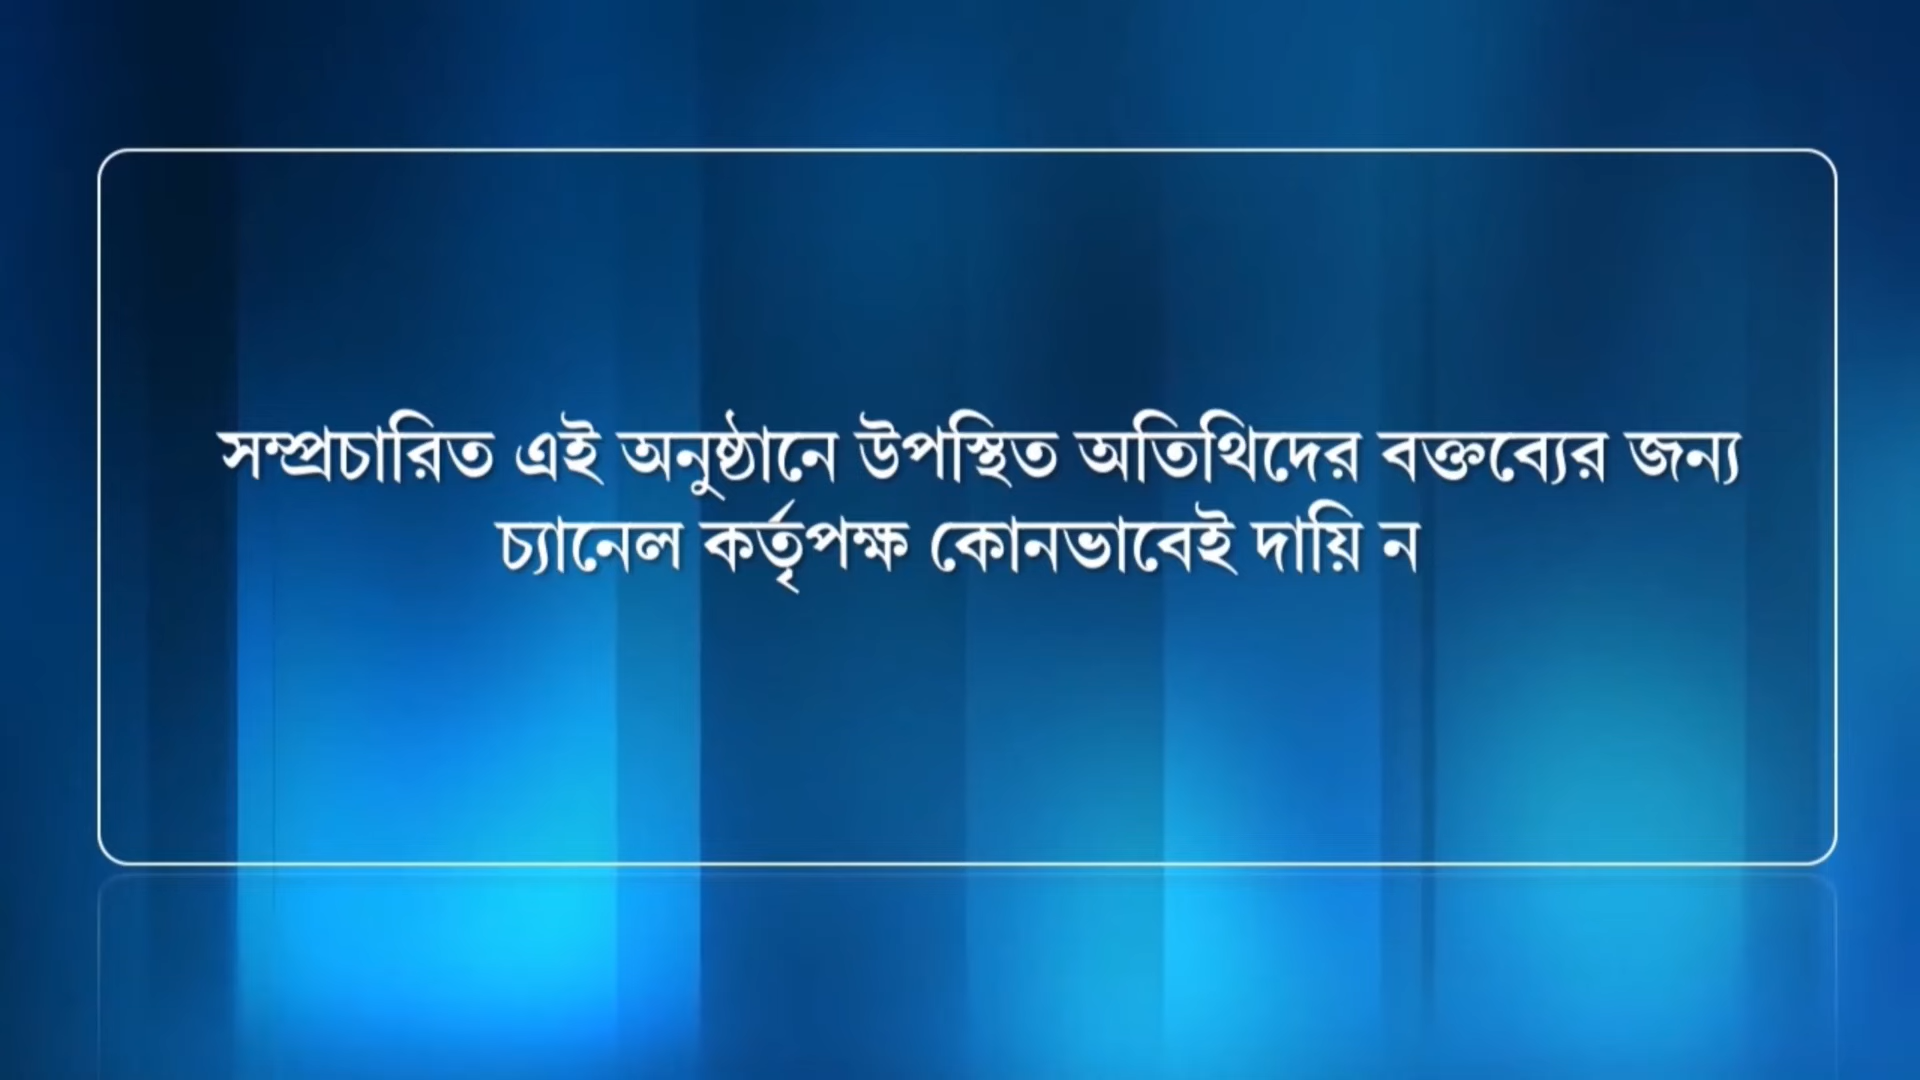 সম্প্রচারিত এই অনুষ্ঠানে উপস্থিত অতিথিদের বক্তব্যের জন্য
চ্যানেল কর্তৃপক্ষ কোনভাবেই দায়ি ন